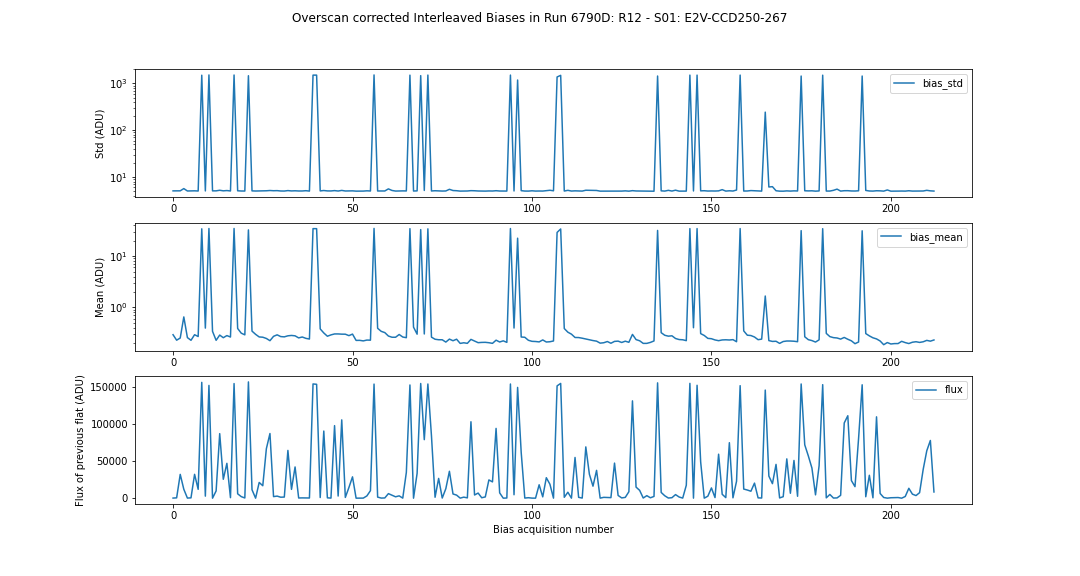 Overscan corrected Interleaved Biases in Run 6790D: R12 - S01: E2V-CCD250-267
Std (ADU)
10³
10²
10¹
bias_std
0 50 100 150 200
Mean (ADU)
10¹
10⁰
bias_mean
0 50 100 150 200
Flux of previous flat (ADU)
150000
100000
50000
0
flux
0 50 100 150 200
Bias acquisition number